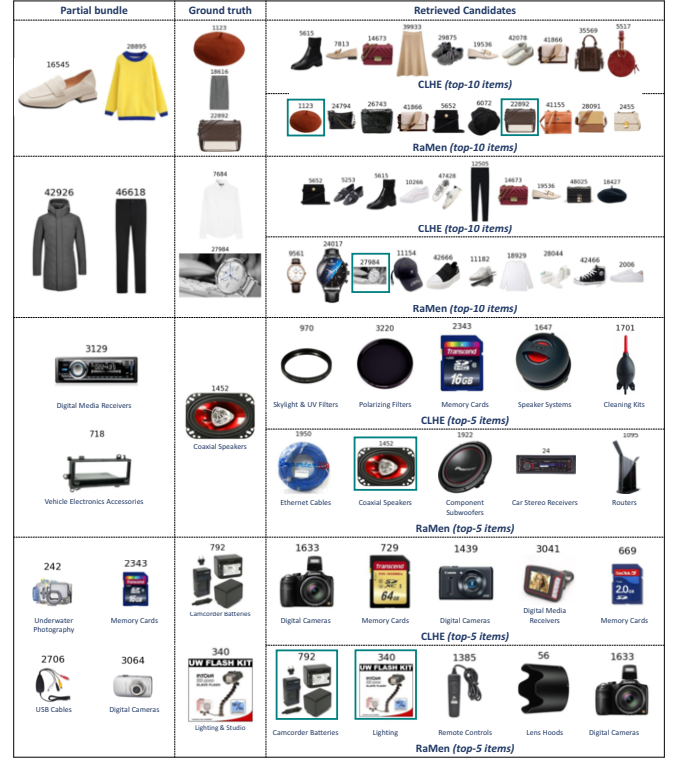 Partial bundle Ground truth Retrieved Candidates
16545 28895
1123
18616
22892
5615 7813 14673 39933 29875 19536 42078 41866 35569 5517
CLHE (top-10 items)
1123 24794 26743 41866 5652 6072 22892 41155 28091 2455
RaMen (top-10 items)
42926 46618
7684
27984
5652 5253 5615 10266 47428 12505 14673 19536 48025 18427
CLHE (top-10 items)
9561 24017 27984 11154 42666 11182 18929 28044 42466 2006
RaMen (top-10 items)
3129
Digital Media Receivers
718
Vehicle Electronics Accessories
1452
Coaxial Speakers
970 3220 2343 1647 1701
Transcend
16GB
Skylight & UV Filters Polarizing Filters Memory Cards Speaker Systems Cleaning Kits
CLHE (top-5 items)
1950 1452 1922 24 1095
Ethernet Cables Coaxial Speakers Component Subwoofers Car Stereo Receivers Routers
RaMen (top-5 items)
242 2343
Transcend
Underwater Photography Memory Cards
2706 3064
USB Cables Digital Cameras
792
Camcorder Batteries
340
UW FLASH KIT
Lighting & Studio
1633 729 1439 3041 669
Transcend
64GB
2.0GB
Digital Cameras Memory Cards Digital Cameras Digital Media Receivers Memory Cards
CLHE (top-5 items)
792 340 1385 56 1633
UW FLASH KIT
Camcorder Batteries Lighting Remote Controls Lens Hoods Digital Cameras
RaMen (top-5 items)